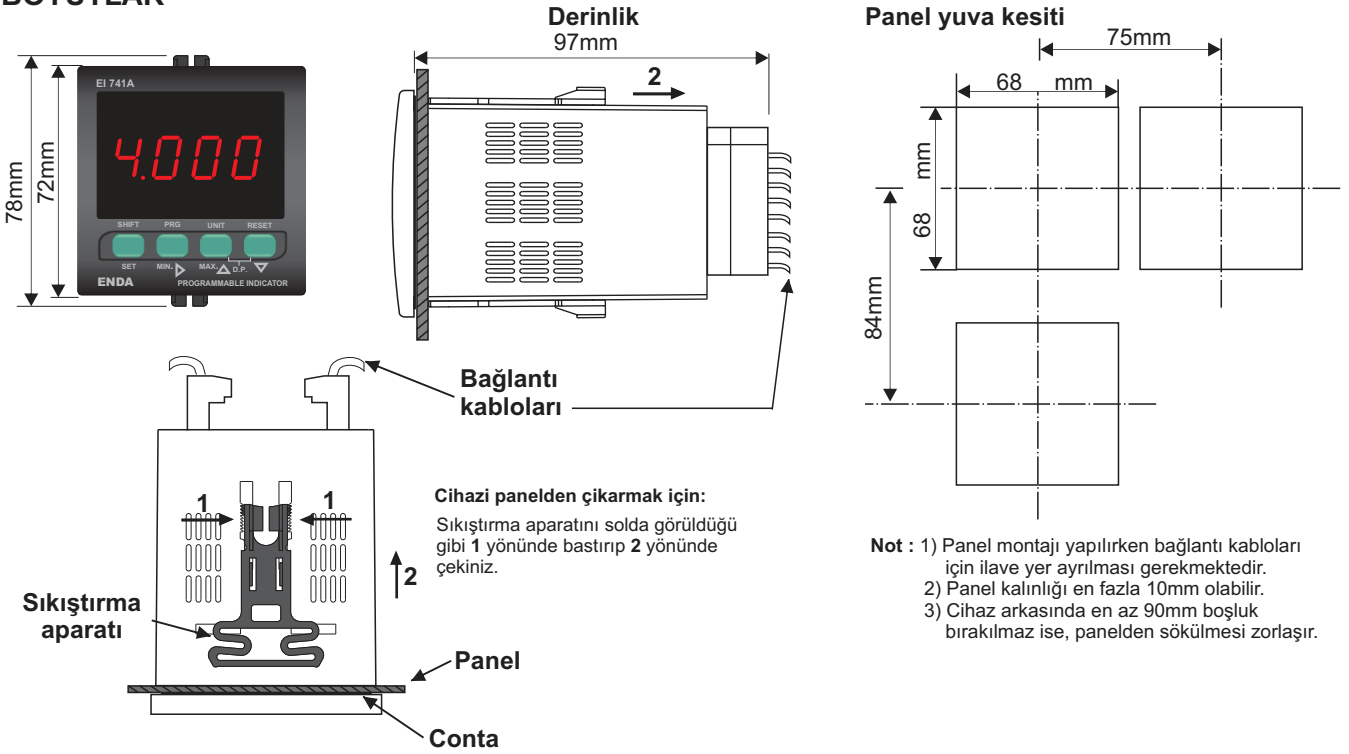 BOYUTLAR
Derinlik
97mm
78mm
72mm
EI 741A
4.000
SHIFT PRG UNIT RESET
SET MIN. MAX. D.P.
ENDA PROGRAMMABLE INDICATOR
2
Panel yuva kesiti
75mm
68 mm
68 mm
84mm
Bağlantı
kabloları
1 1
2
Cihazi panelden çikarmak için:
Sıkıştırma aparatını solda görüldüğü
gibi 1 yönünde bastırıp 2 yönünde
çekiniz.
Sıkıştırma
aparatı
Panel
Conta
Not : 1) Panel montajı yapılırken bağlantı kabloları
için ilave yer ayrılması gerekmektedir.
2) Panel kalınlığı en fazla 10mm olabilir.
3) Cihaz arkasında en az 90mm boşluk
bırakılmaz ise, panelden sökülmesi zorlaşır.